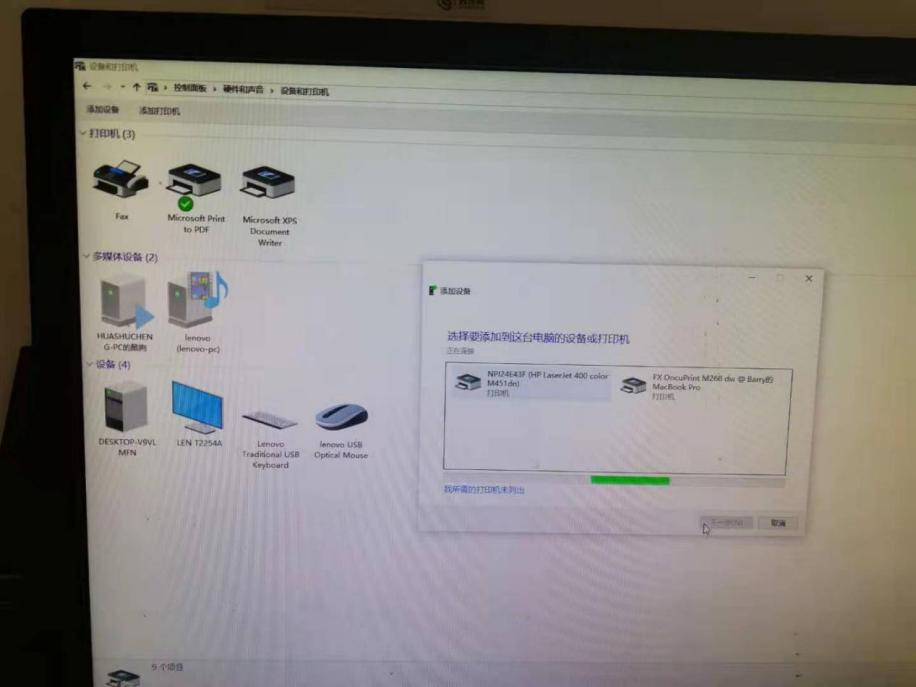 设备和打印机
控制面板 › 硬件和声音 › 设备和打印机
添加设备 添加打印机
打印机 (3)
Fax
Microsoft Print
to PDF
Microsoft XPS
Document
Writer
多媒体设备 (2)
HUASHUCHEN
G-PC的酷狗
lenovo
(lenovo-pc)
设备 (4)
DESKTOP-V9VL
MFN
LEN T2254A
Lenovo
Traditional USB
Keyboard
lenovo USB
Optical Mouse
添加设备
选择要添加到这台电脑的设备或打印机
正在连接
NPI24E43F (HP LaserJet 400 color
M451dn)
打印机
FX DocuPrint M268 dw @ Barry的
MacBook Pro
打印机
我所需的打印机未列出
下一步(N)
取消
9 个项目